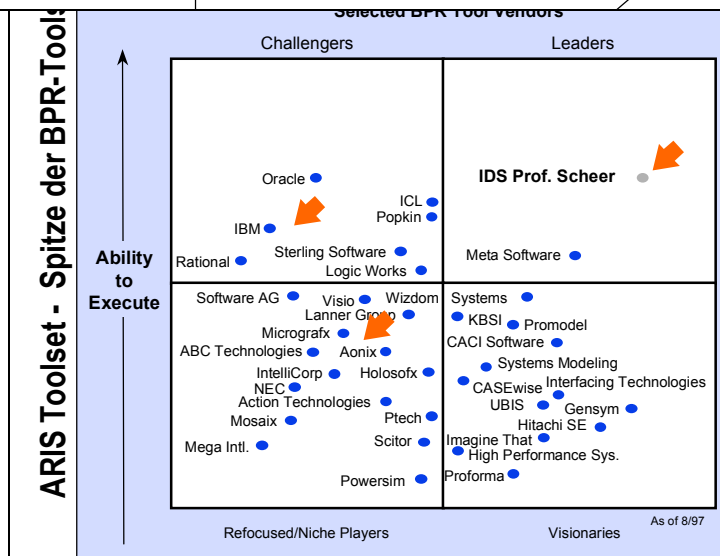 ARIS Toolset - Spitze der BPR-Tools
Selected BPR Tool Vendors
Challengers
Leaders
Ability
to
Execute
Oracle
IDS Prof. Scheer
ICL
Popkin
IBM
Sterling Software
Rational
Logic Works
Meta Software
Software AG
Visio
Wizdom Systems
Lanner Group
KBSI
Promodel
Micrografx
CACI Software
ABC Technologies
Aonix
Systems Modeling
IntelliCorp
Holosofx
NEC
CASEwise
Interfacing Technologies
Action Technologies
UBIS
Gensym
Mosaix
Ptech
Hitachi SE
Mega Intl.
Scitor
Imagine That
High Performance Sys.
Powersim
Proforma
As of 8/97
Refocused/Niche Players
Visionaries